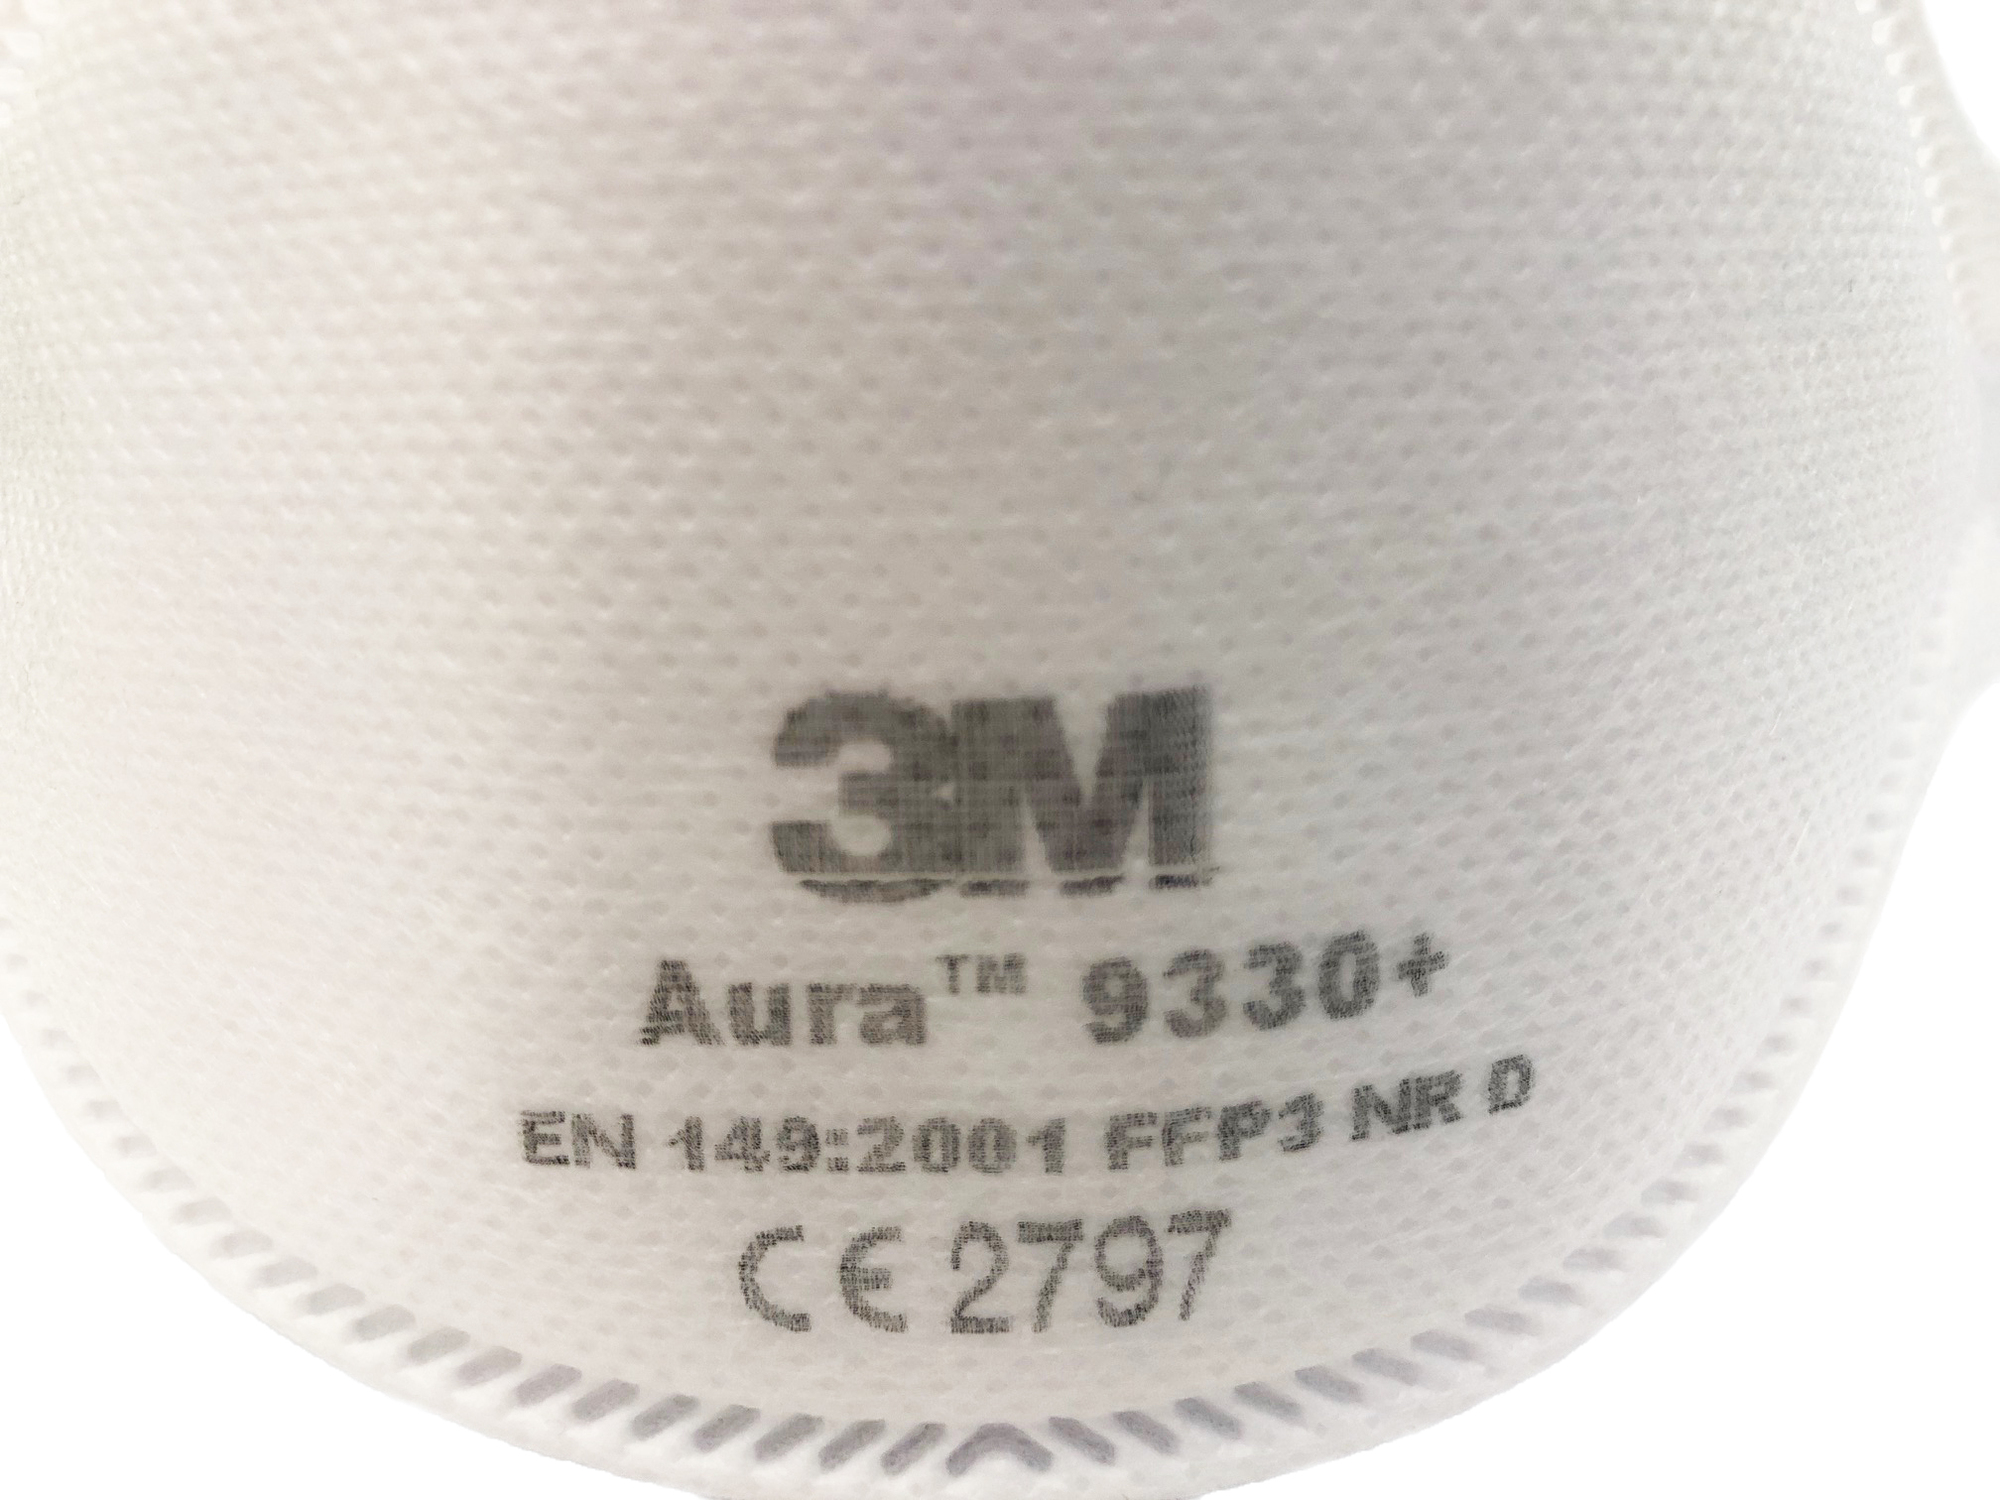 3M
Aura™ 9330+
EN 149:2001 FFP3 NR D
CE 2797